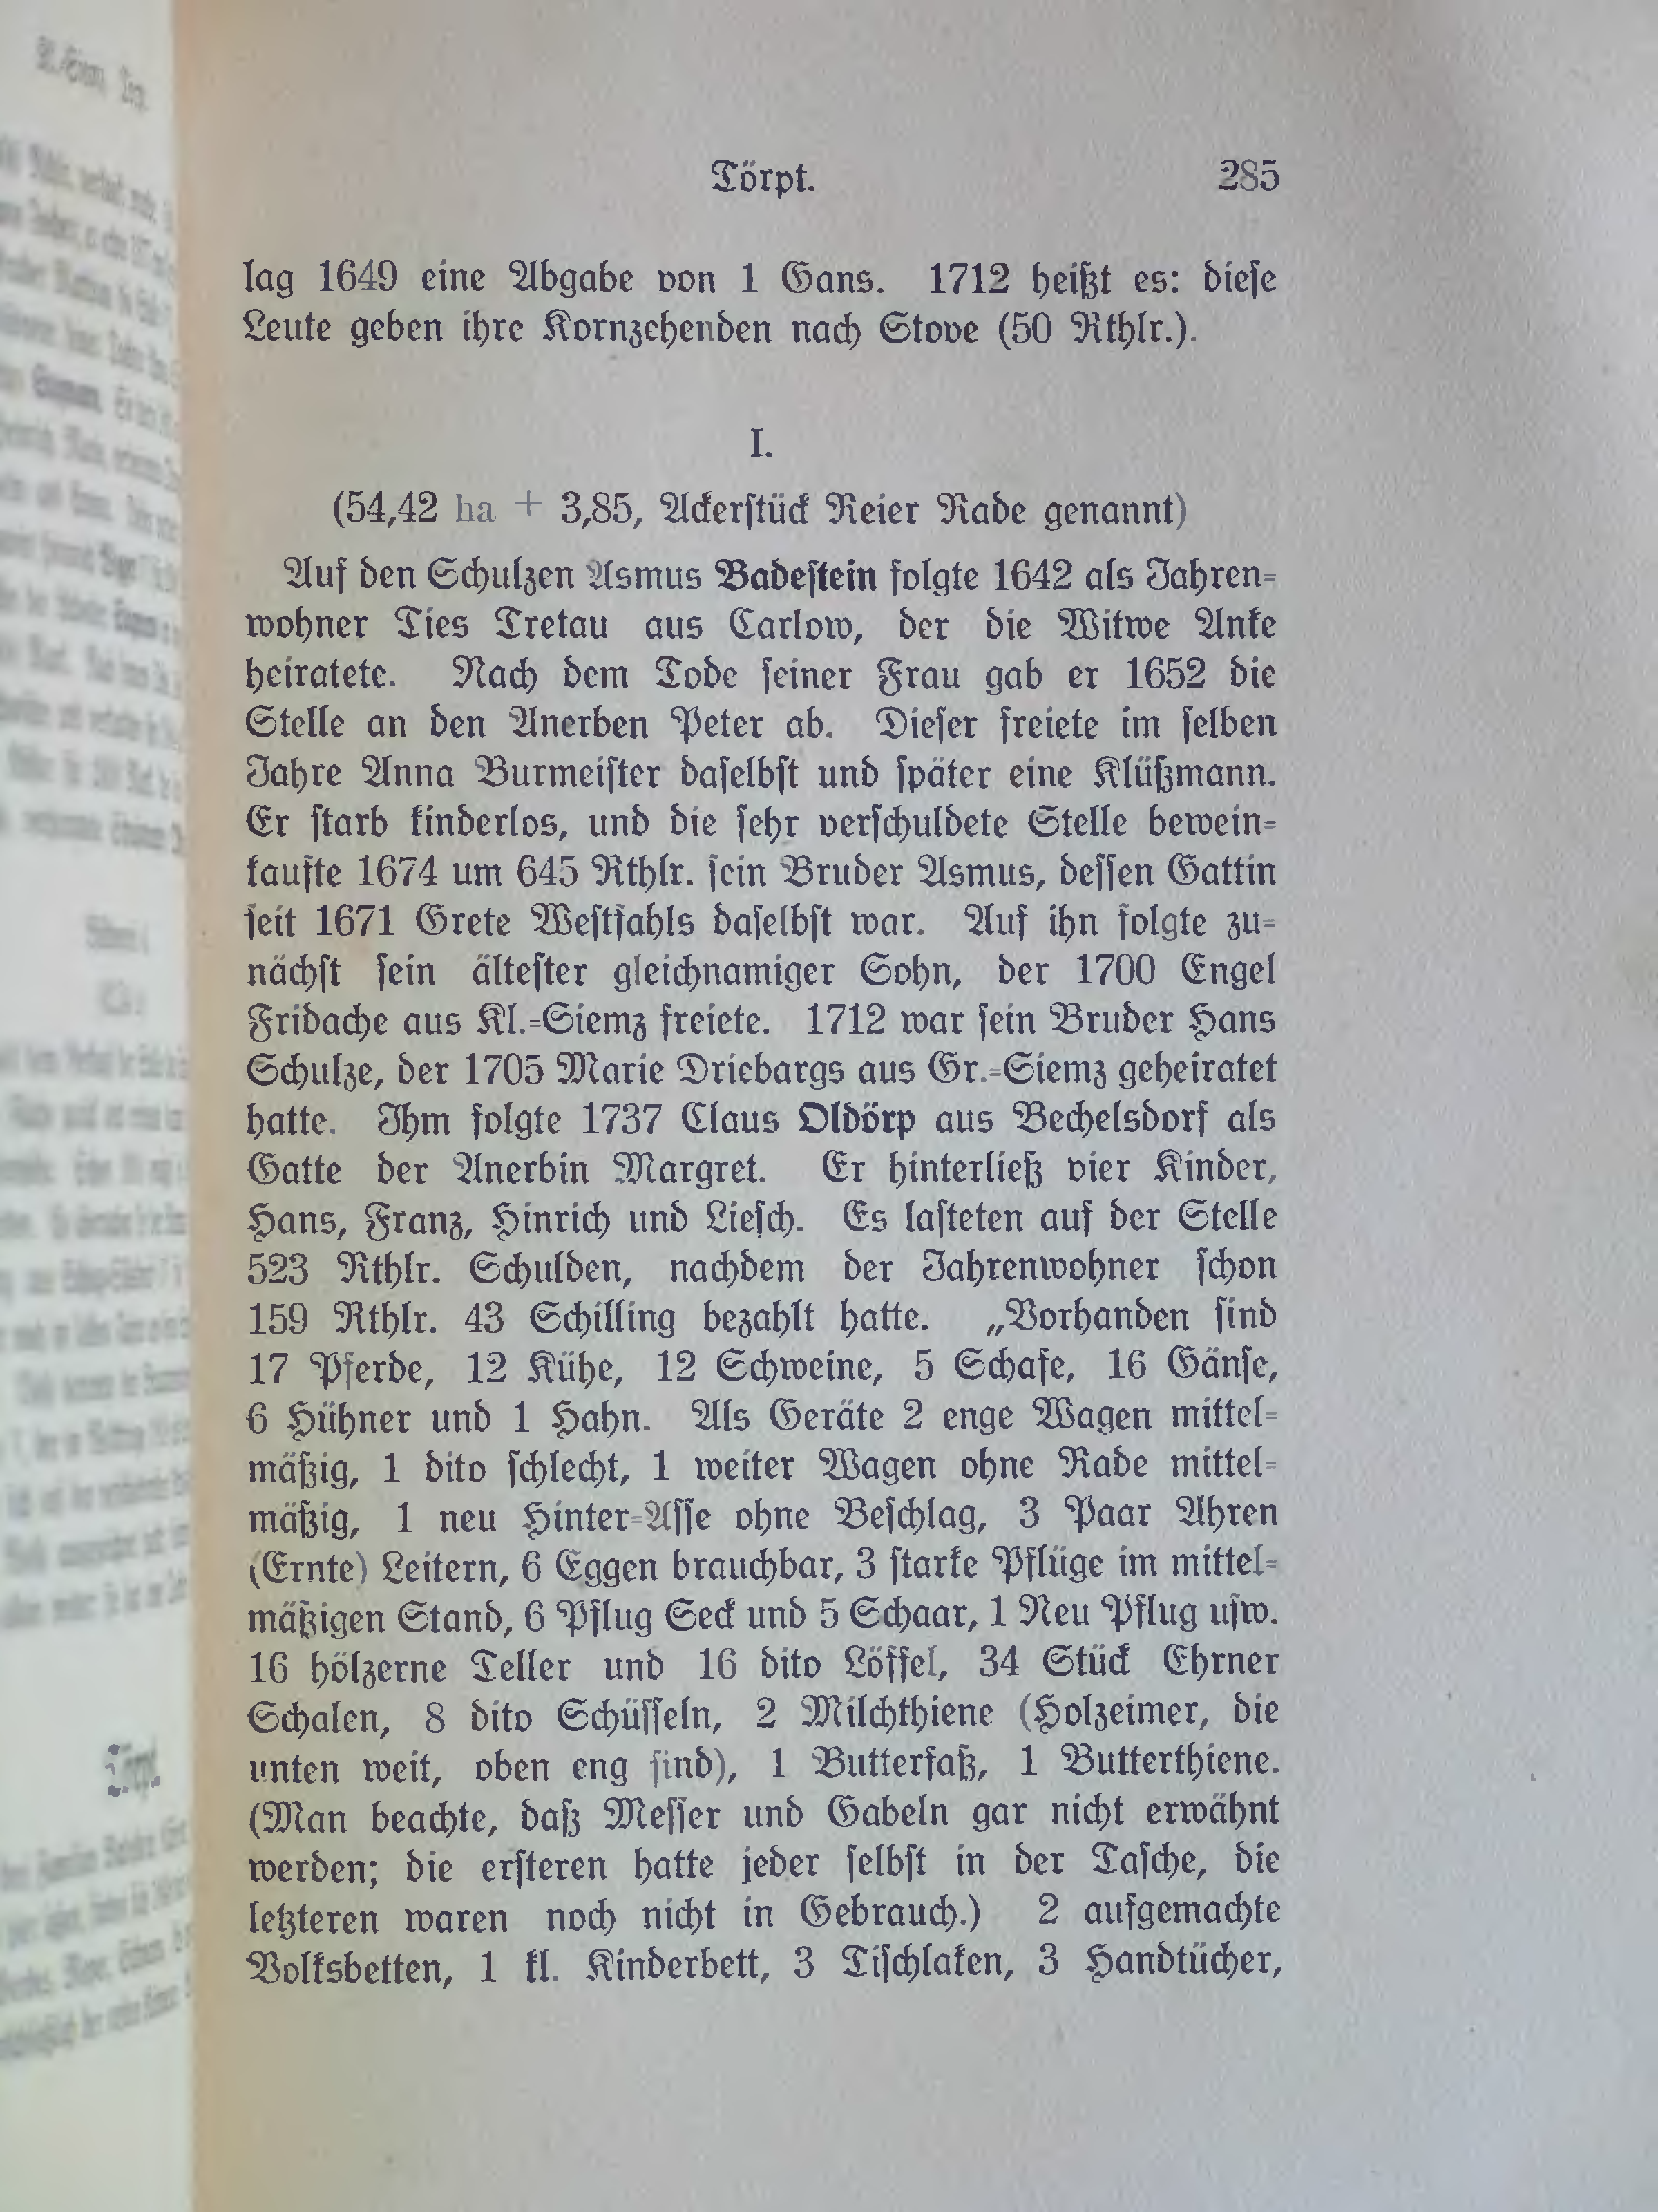 Törpt. 285
lag 1649 eine Abgabe von 1 Gans. 1712 heißt es: diese
Leute geben ihre Kornzehenden nach Stove (50 Rthlr.).
I.
(54,42 ha + 3,85, Ackerstück Reier Rade genannt)
Auf den Schulzen Asmus Badestein folgte 1642 als Jahren-
wohner Ties Tretau aus Carlow, der die Witwe Anke
heiratete. Nach dem Tode seiner Frau gab er 1652 die
Stelle an den Anerben Peter ab. Dieser freiete im selben
Jahre Anna Burmeister daselbst und später eine Klüßmann.
Er starb kinderlos, und die sehr verschuldete Stelle bewein-
kaufte 1674 um 645 Rthlr. sein Bruder Asmus, dessen Gattin
seit 1671 Grete Westfahls daselbst war. Auf ihn folgte zu-
nächst sein ältester gleichnamiger Sohn, der 1700 Engel
Fridache aus Kl.-Siemz freiete. 1712 war sein Bruder Hans
Schulze, der 1705 Marie Driebargs aus Gr.-Siemz geheiratet
hatte. Ihm folgte 1737 Claus Oldörp aus Bechelsdorf als
Gatte der Anerbin Margret. Er hinterließ vier Kinder,
Hans, Franz, Hinrich und Liesch. Es lasteten auf der Stelle
523 Rthlr. Schulden, nachdem der Jahrenwohner schon
159 Rthlr. 43 Schilling bezahlt hatte. „Vorhanden sind
17 Pferde, 12 Kühe, 12 Schweine, 5 Schafe, 16 Gänse,
6 Hühner und 1 Hahn. Als Geräte 2 enge Wagen mittel-
mäßig, 1 dito schlecht, 1 weiter Wagen ohne Rade mittel-
mäßig, 1 neu Hinter-Asse ohne Beschlag, 3 Paar Ahren
(Ernte) Leitern, 6 Eggen brauchbar, 3 starke Pflüge im mittel-
mäßigen Stand, 6 Pflug Seck und 5 Schaar, 1 Neu Pflug usw.
16 hölzerne Teller und 16 dito Löffel, 34 Stück Ehrner
Schalen, 8 dito Schüsseln, 2 Milchthiene (Holzeimer, die
unten weit, oben eng sind), 1 Butterfaß, 1 Butterthiene.
(Man beachte, daß Messer und Gabeln gar nicht erwähnt
werden; die ersteren hatte jeder selbst in der Tasche, die
letzteren waren noch nicht in Gebrauch.) 2 aufgemachte
Volksbetten, 1 kl. Kinderbett, 3 Tischlaken, 3 Handtücher,